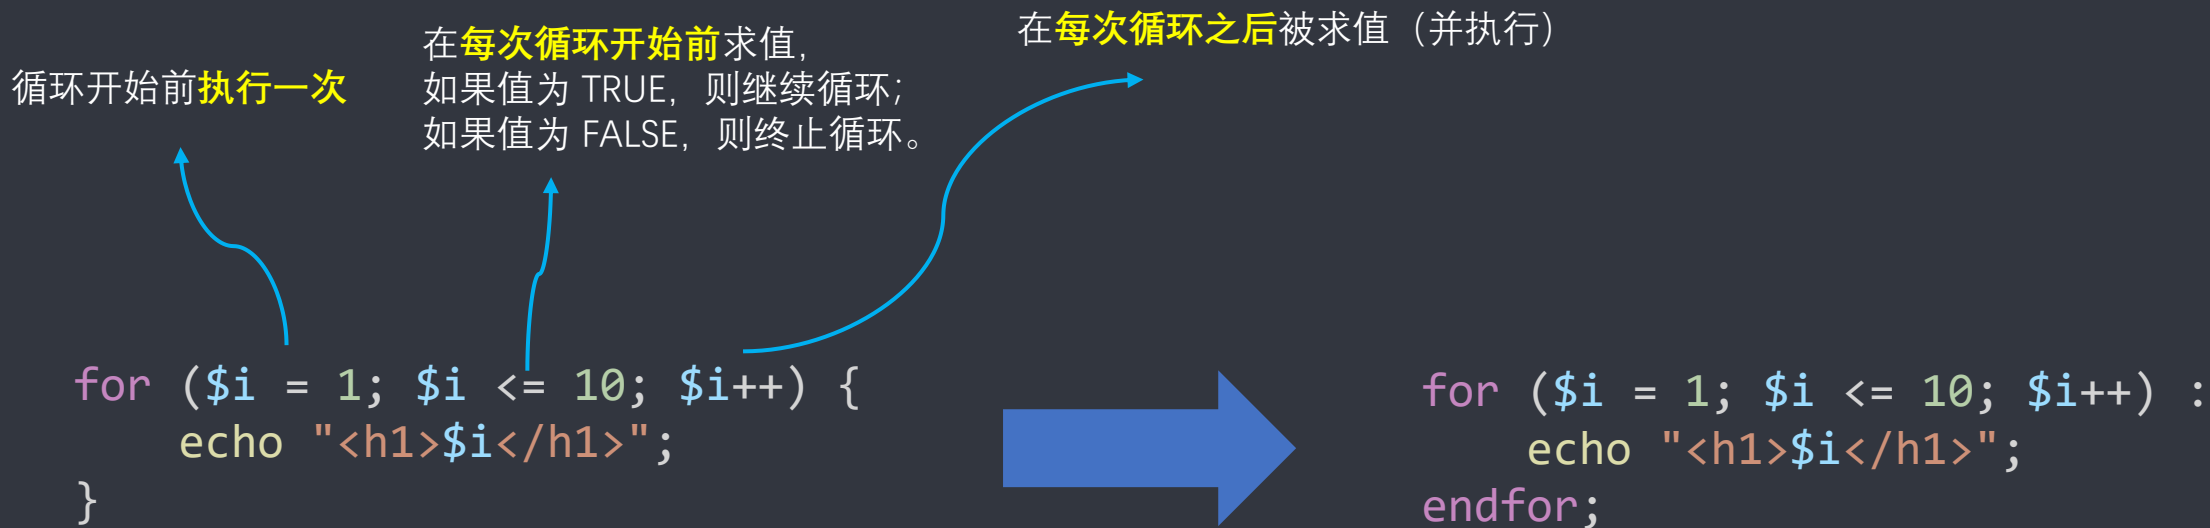 循环开始前执行一次
在每次循环开始前求值，
如果值为 TRUE，则继续循环；
如果值为 FALSE，则终止循环。
在每次循环之后被求值（并执行）
for ($i = 1; $i <= 10; $i++) {
    echo "<h1>$i</h1>";
}
for ($i = 1; $i <= 10; $i++) :
    echo "<h1>$i</h1>";
endfor;